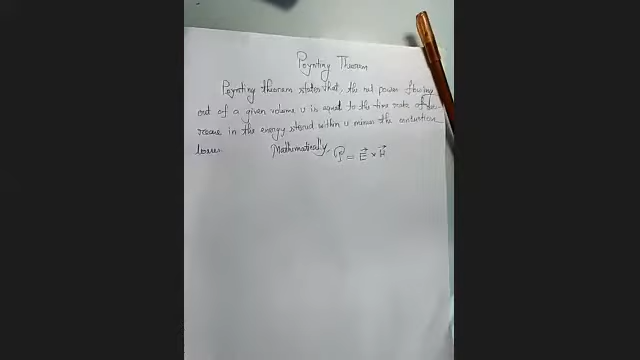 Poynting Theorem
Poynting theorem states that, the net power flowing
out of a given volume v is equal to the time rate of de-
crease in the energy stored within v minus the conduction
losses.
Mathematically, P = E⃗ × H⃗